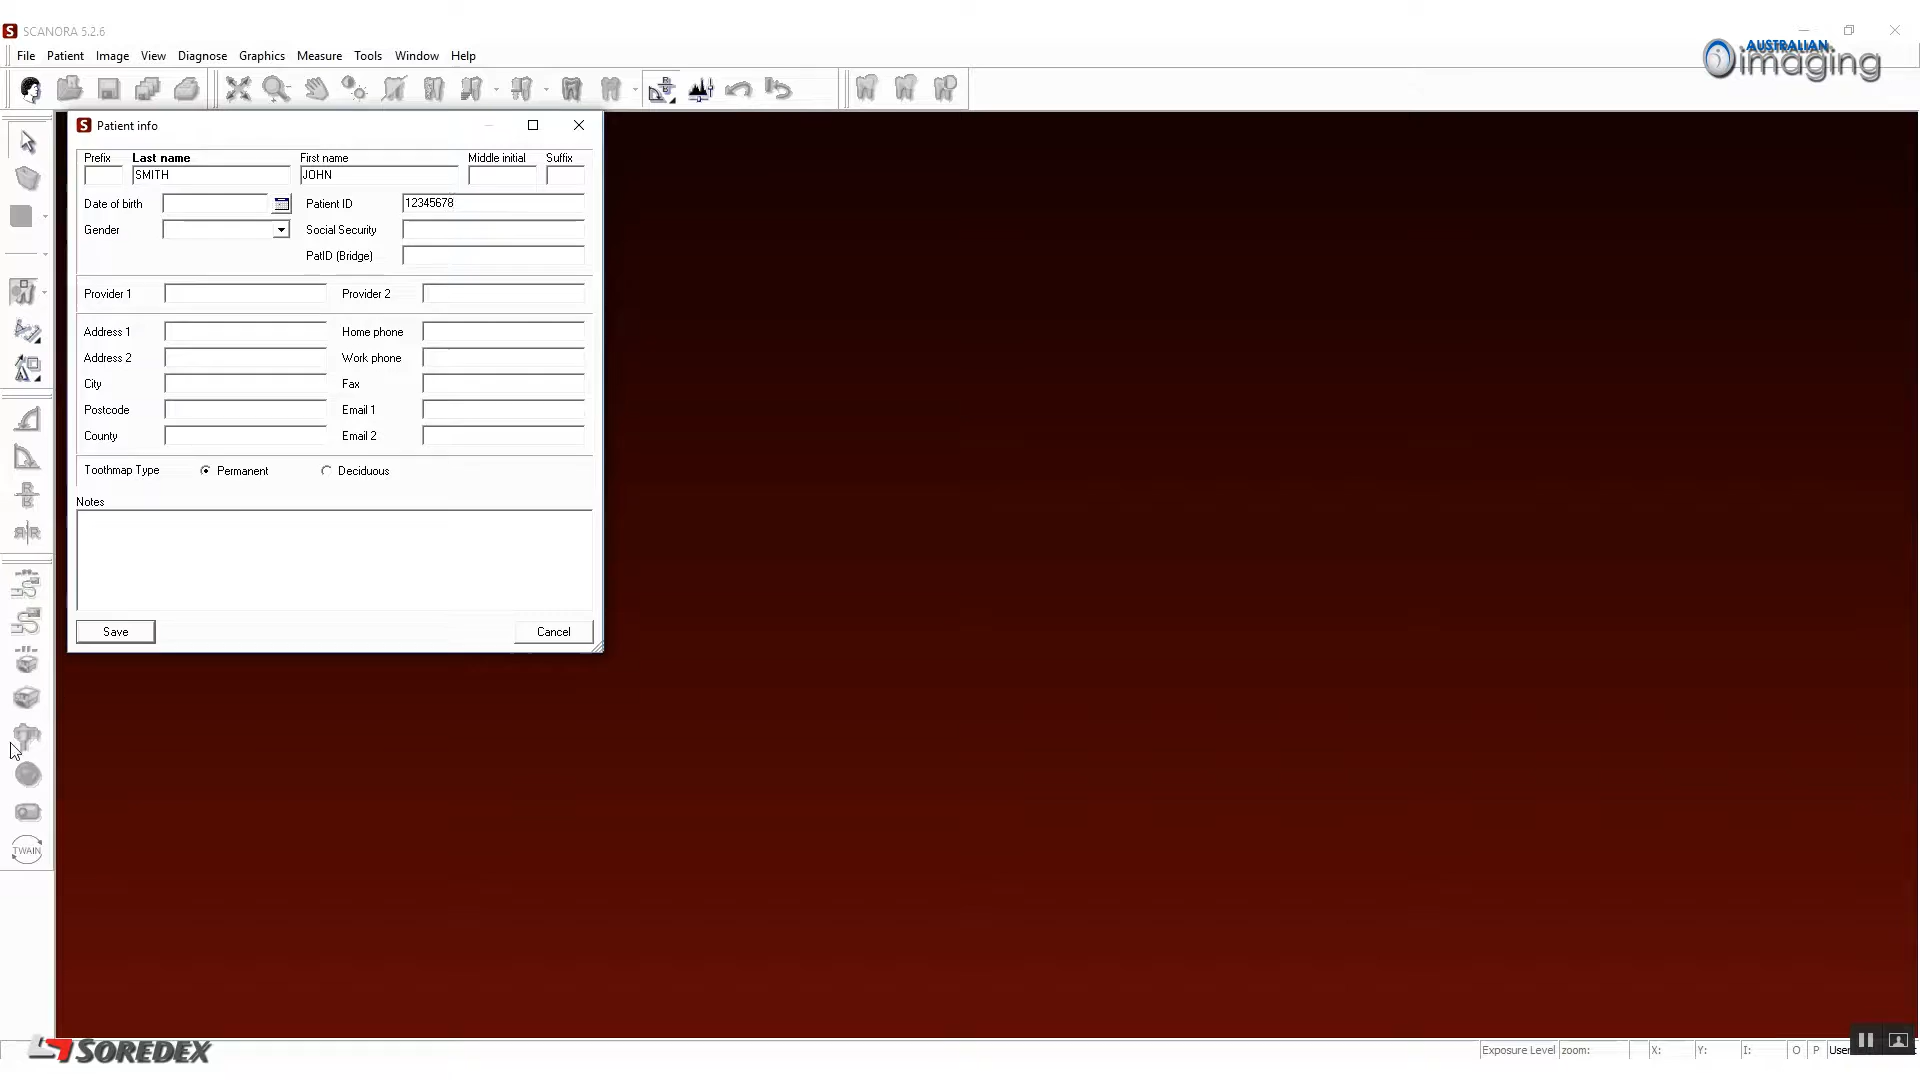 SCANORA 5.2.6
File Patient Image View Diagnose Graphics Measure Tools Window Help
AUSTRALIAN
imaging
Patient info
Prefix Last name First name Middle initial Suffix
SMITH JOHN
Date of birth Patient ID 12345678
Gender Social Security
PatID (Bridge)
Provider 1 Provider 2
Address 1 Home phone
Address 2 Work phone
City Fax
Postcode Email 1
County Email 2
Toothmap Type Permanent Deciduous
Notes
Save Cancel
TWAIN
SOREDEX
Exposure Level zoom: X: Y: I: O P User